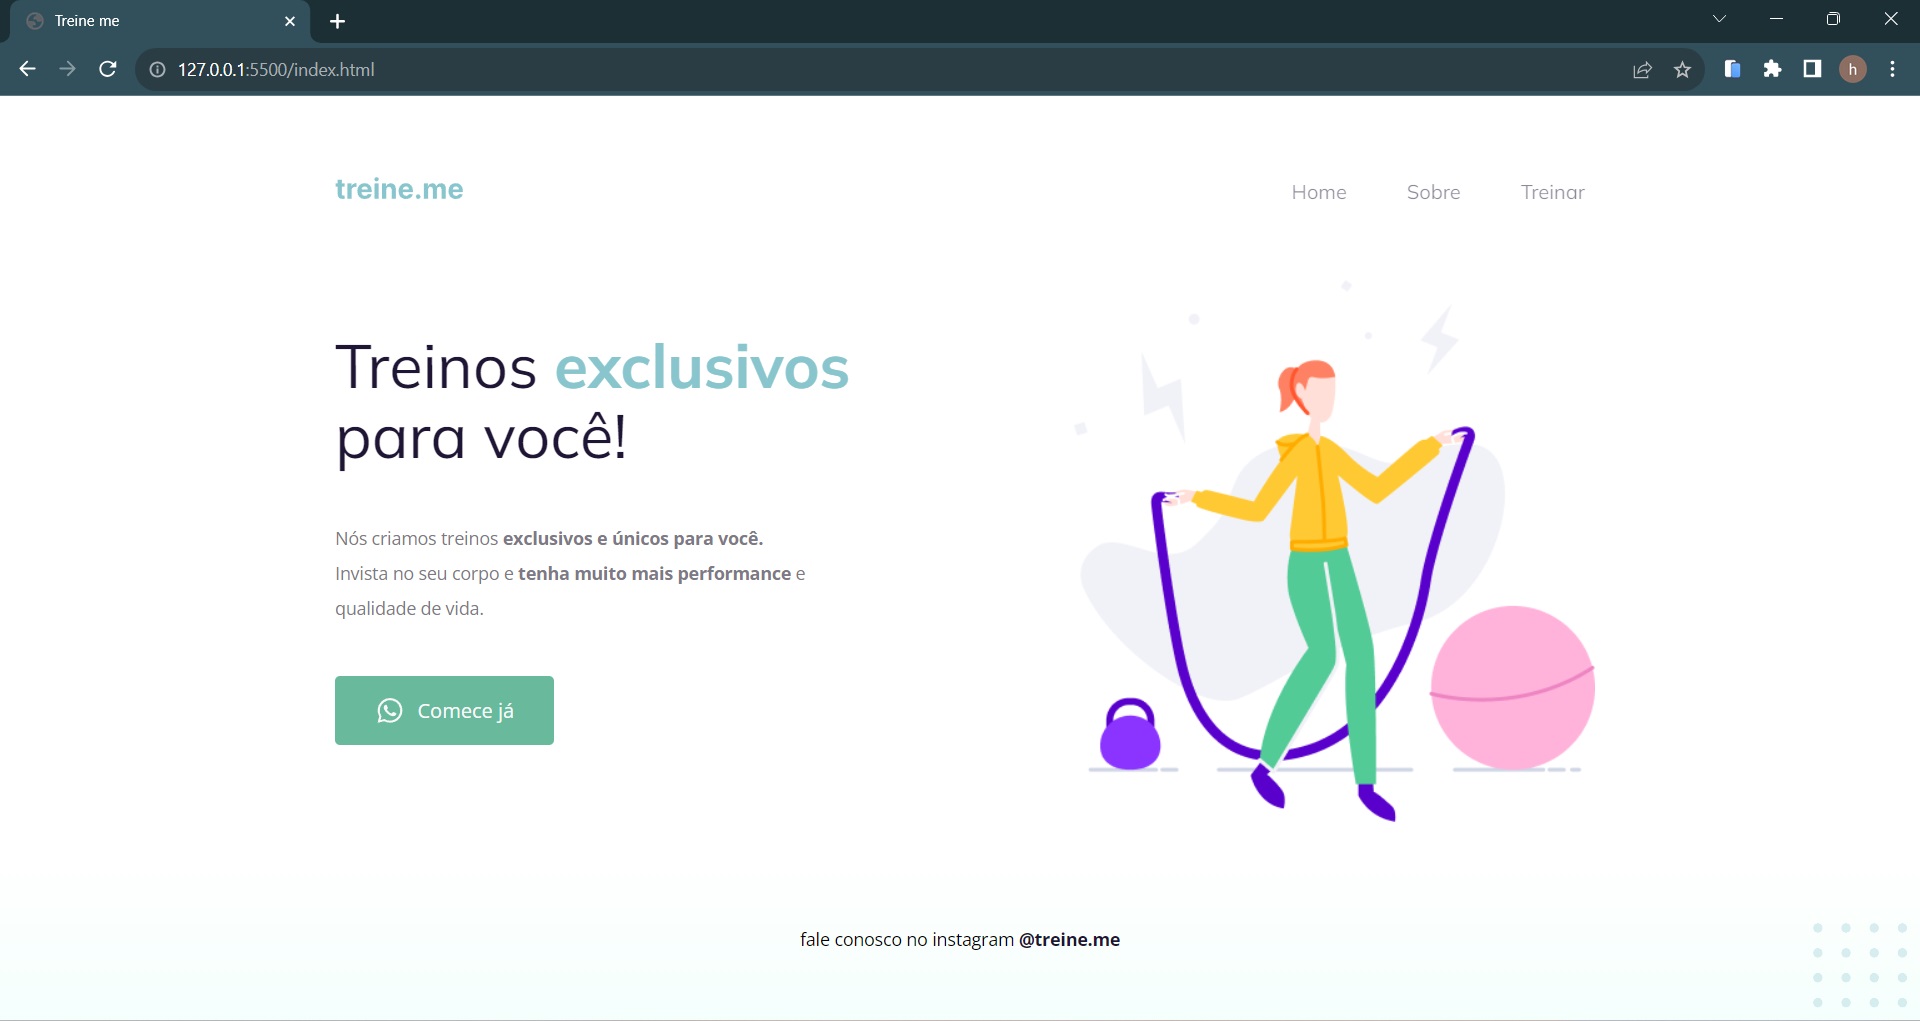 Treine me
127.0.0.1:5500/index.html
h
treine.me
Home Sobre Treinar
Treinos exclusivos
para você!
Nós criamos treinos exclusivos e únicos para você.
Invista no seu corpo e tenha muito mais performance e
qualidade de vida.
Comece já
fale conosco no instagram @treine.me